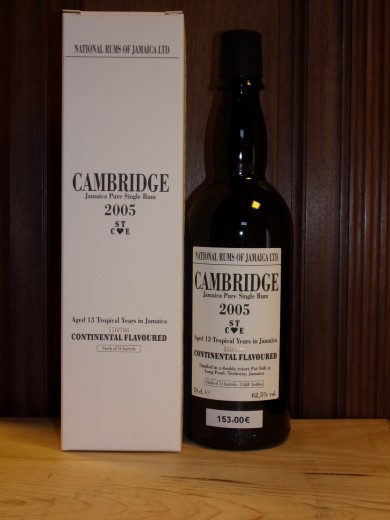 NATIONAL RUMS OF JAMAICA LTD
CAMBRIDGE
Jamaica Pure Single Rum
2005
ST
C♥E
Aged 13 Tropical Years in Jamaica
CONTINENTAL FLAVOURED
NATIONAL RUMS OF JAMAICA LTD
CAMBRIDGE
Jamaica Pure Single Rum
2005
ST
C♥E
Aged 13 Tropical Years in Jamaica
CONTINENTAL FLAVOURED
Distilled in a double retort Pot Still at
Long Pond, Trelawny, Jamaica
70cl. e
62,5% vol.
153.00€